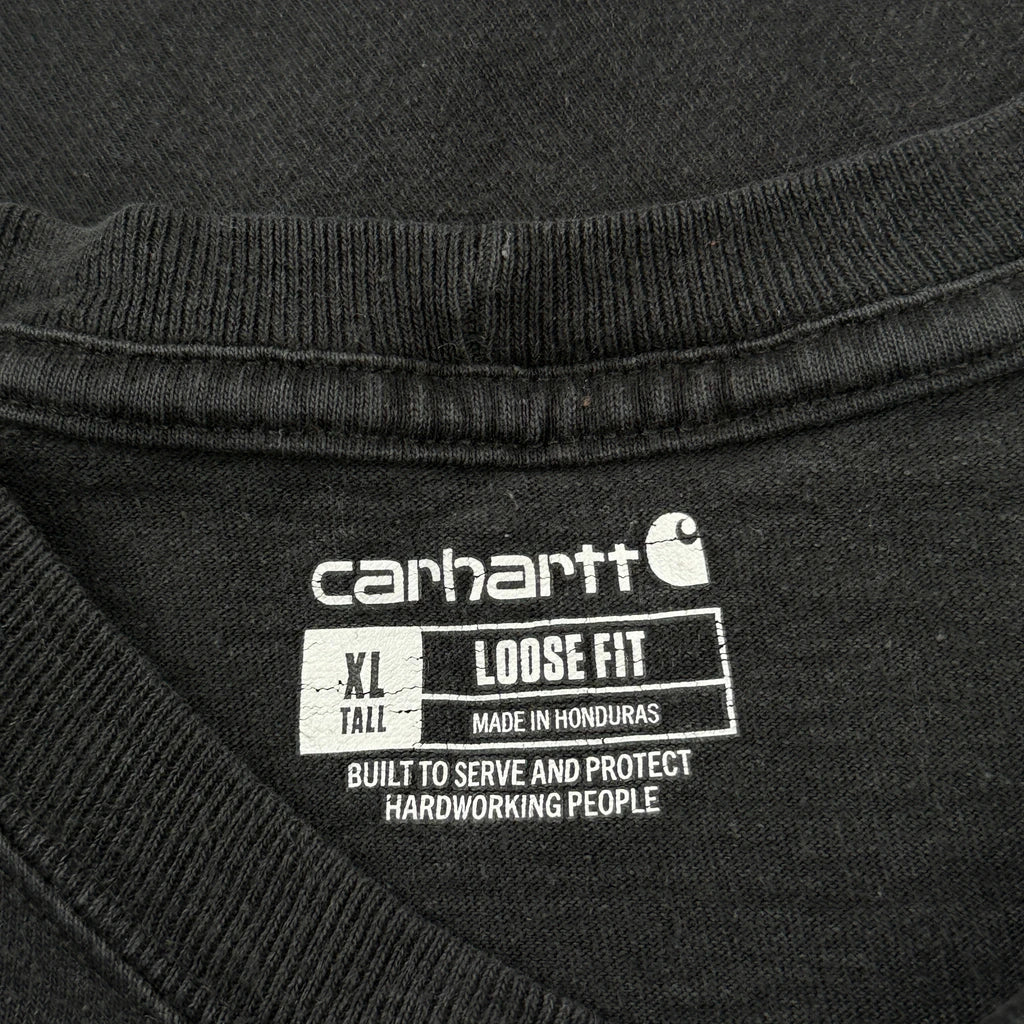 carhartt
XL
TALL
LOOSE FIT
MADE IN HONDURAS
BUILT TO SERVE AND PROTECT
HARDWORKING PEOPLE